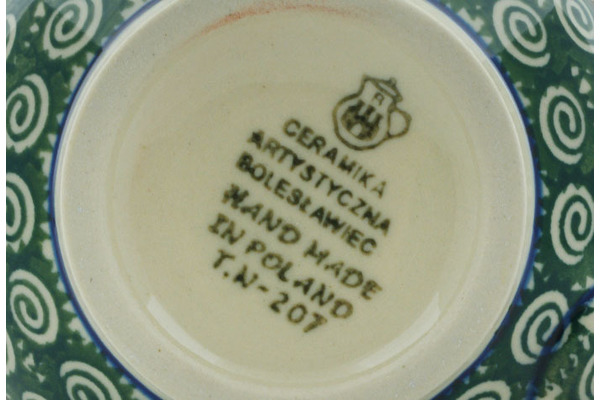 CERAMIKA
ARTYSTYCZNA
BOLESŁAWIEC
HAND MADE
IN POLAND
T.N-207